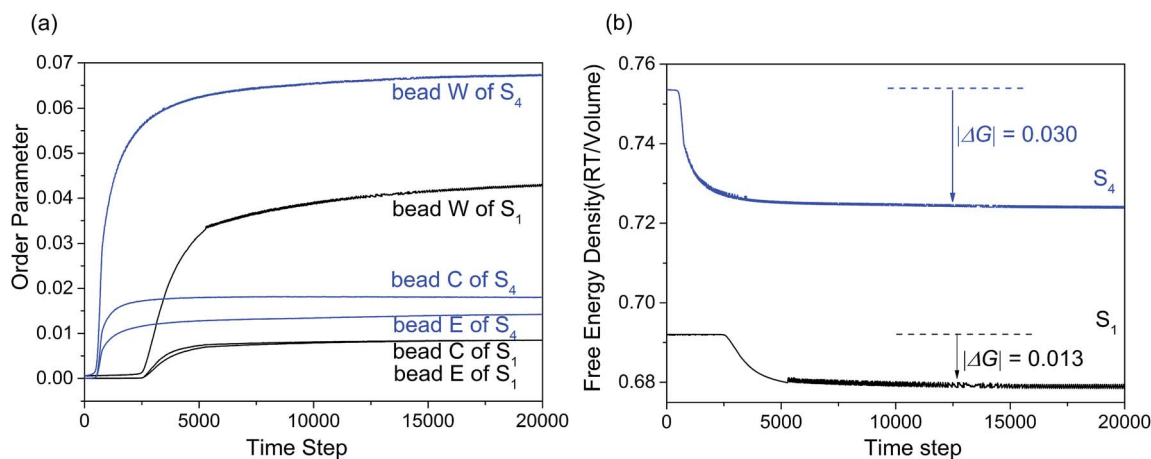 (a)
0.07
0.06
0.05
0.04
0.03
0.02
0.01
0.00
Order Parameter
bead W of S4
bead W of S1
bead C of S4
bead E of S4
bead C of S1
bead E of S1
0 5000 10000 15000 20000
Time Step
(b)
0.76
0.74
0.72
0.70
0.68
Free Energy Density(RT/Volume)
|ΔG| = 0.030
S4
S1
|ΔG| = 0.013
0 5000 10000 15000 20000
Time step